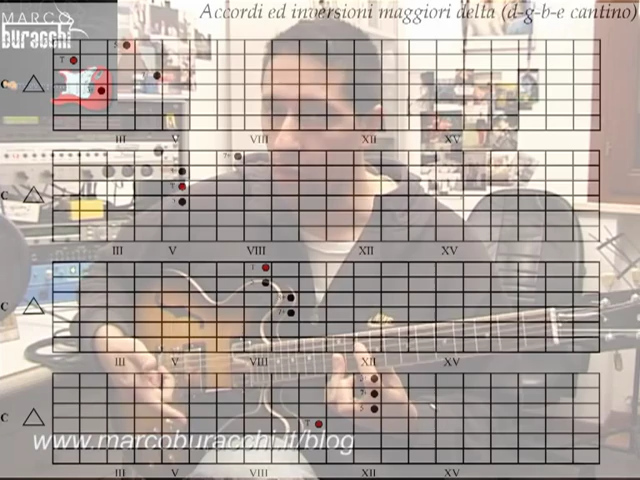 MARCO
buracchi
Accordi ed inversioni maggiori della (d-g-b-e cantino)
C
III V VIII XII XV
C
III V VIII XII XV
C
III V VIII XII XV
C
www.marcoburacchi.it/blog
III V VIII XII XV